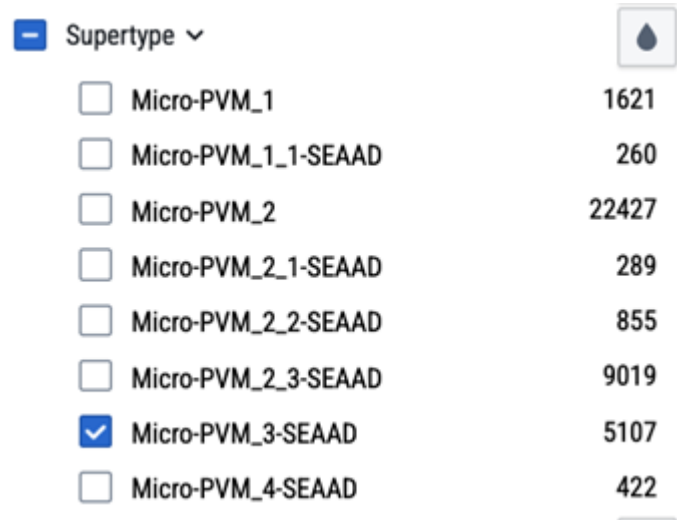 Supertype
Micro-PVM_1 1621
Micro-PVM_1_1-SEAAD 260
Micro-PVM_2 22427
Micro-PVM_2_1-SEAAD 289
Micro-PVM_2_2-SEAAD 855
Micro-PVM_2_3-SEAAD 9019
Micro-PVM_3-SEAAD 5107
Micro-PVM_4-SEAAD 422